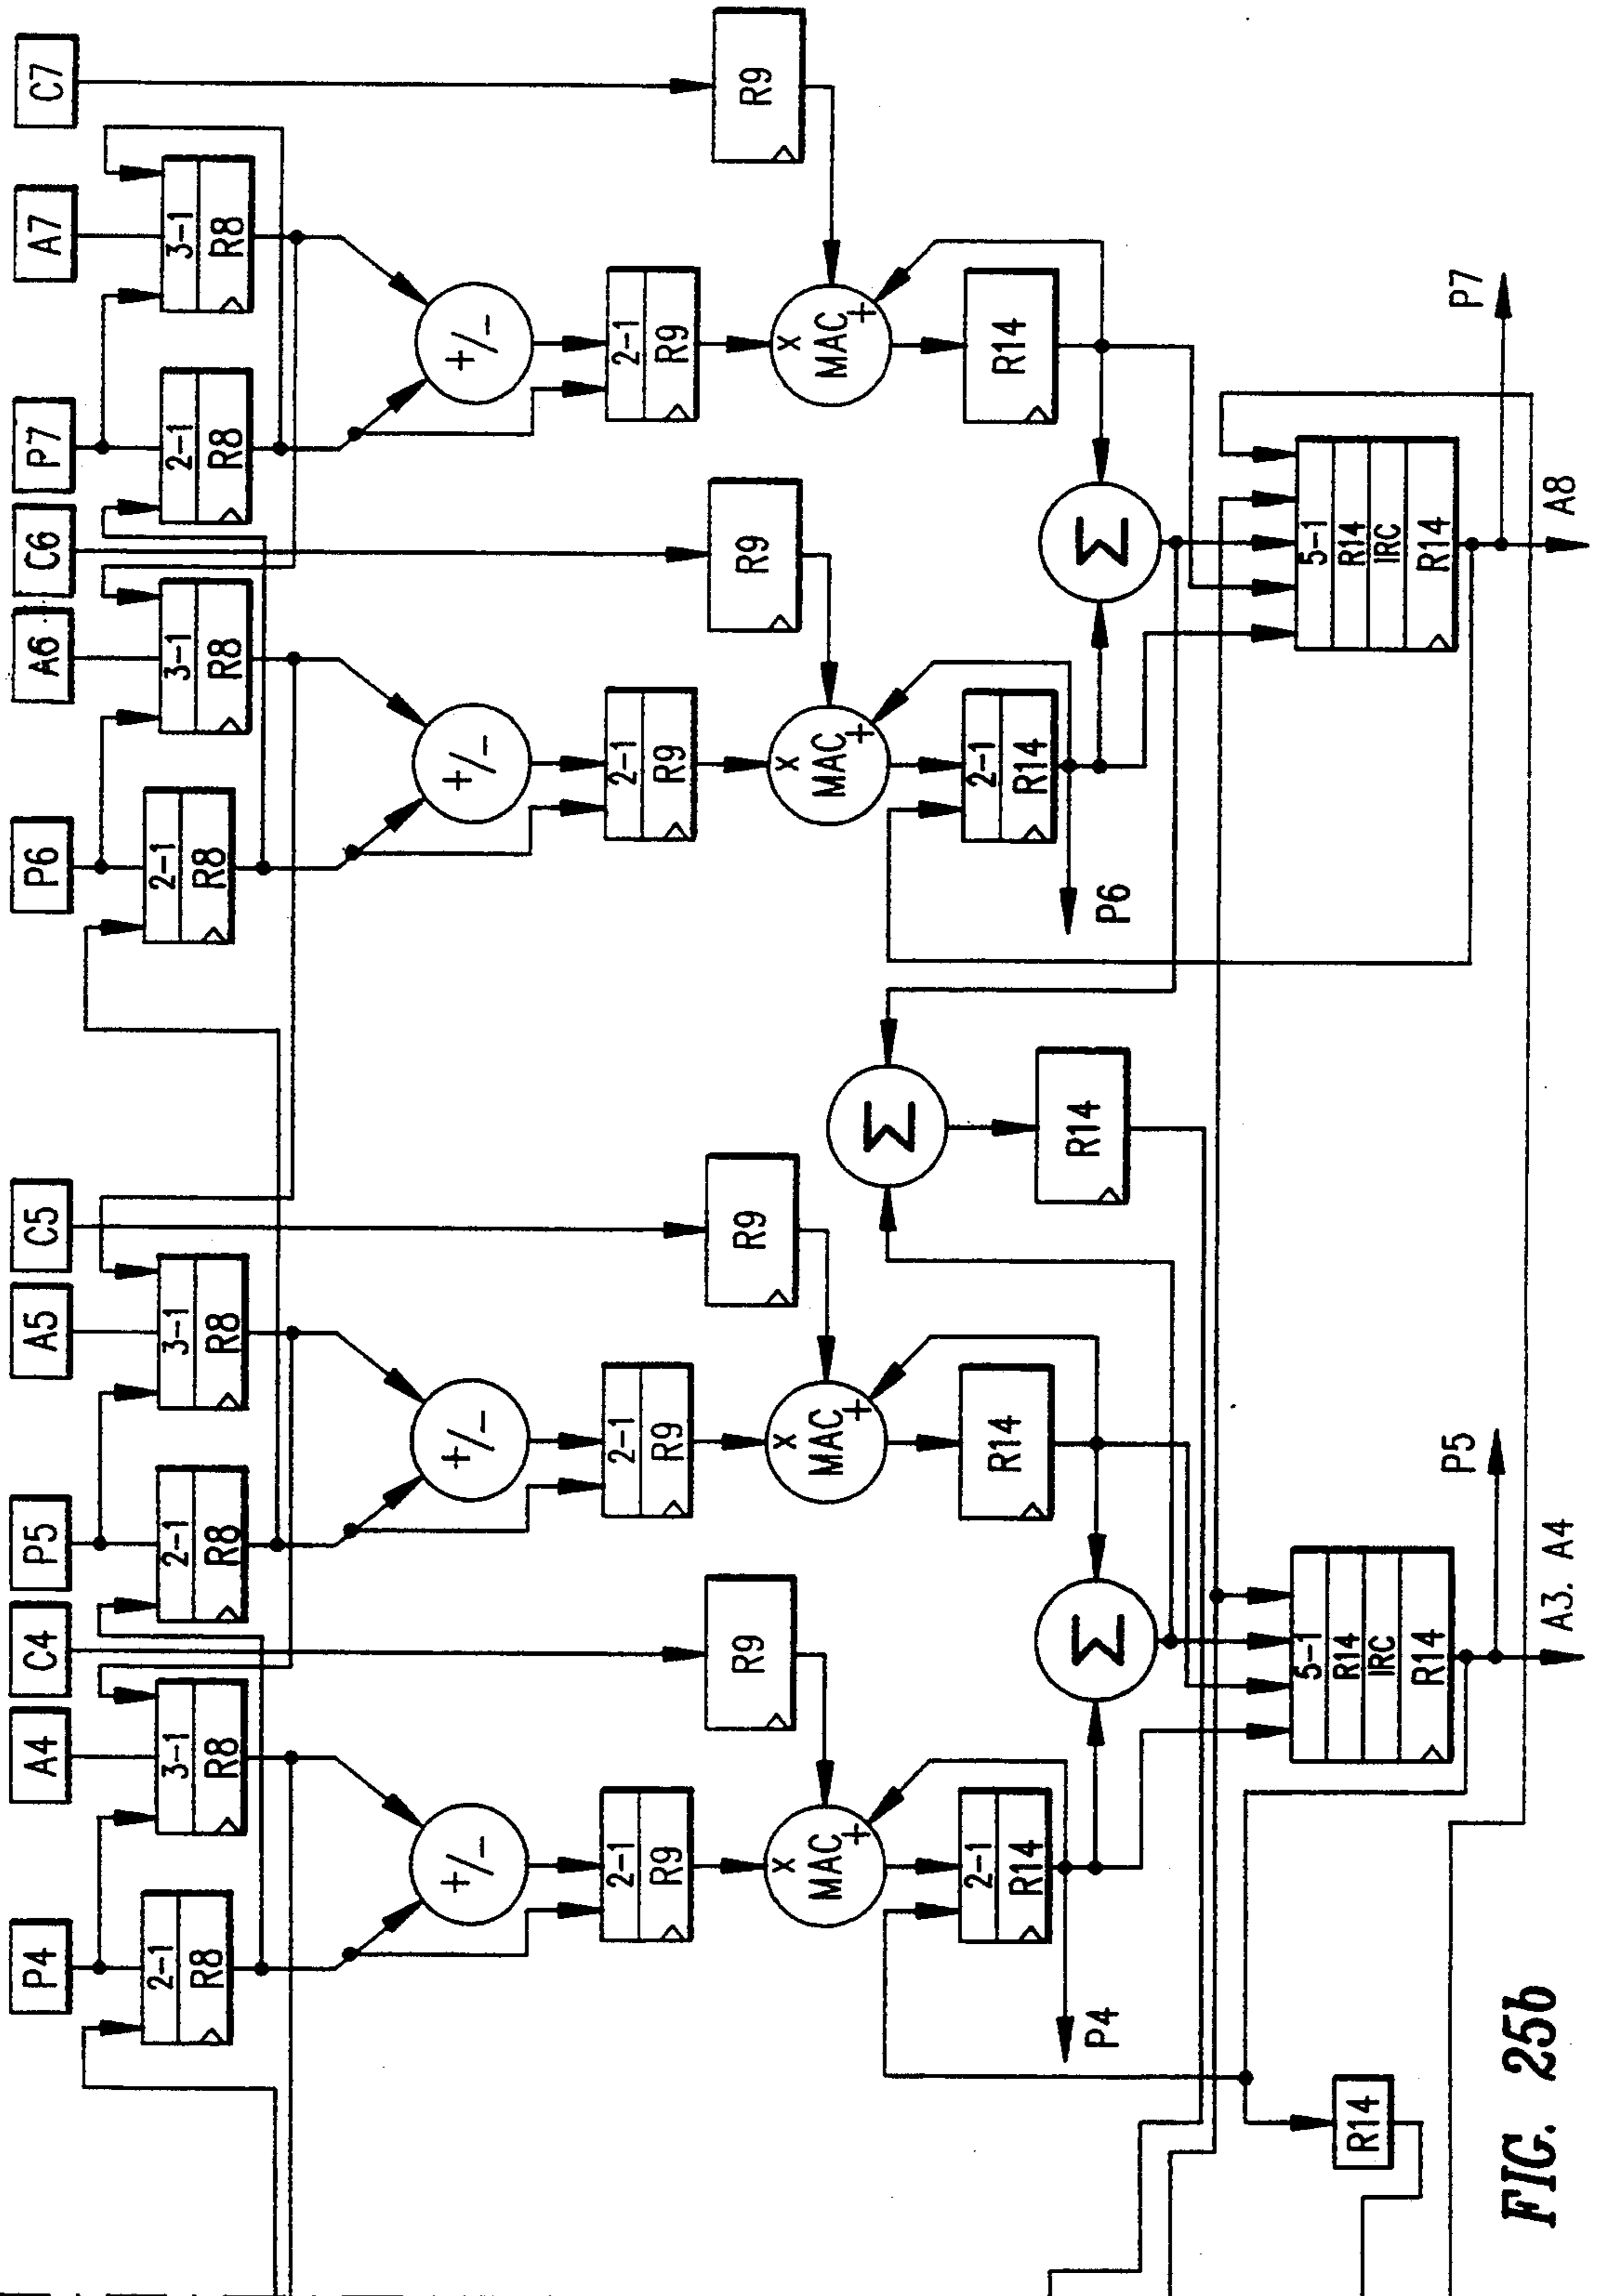 P4
A4
C4
P5
A5
C5
P6
A6
C6
P7
A7
C7
2-1
R8
3-1
R8
2-1
R8
3-1
R8
2-1
R8
3-1
R8
2-1
R8
3-1
R8
+/-
+/-
+/-
+/-
2-1
R9
2-1
R9
2-1
R9
2-1
R9
R9
R9
R9
R9
x
MAC
+
x
MAC
+
x
MAC
+
x
MAC
+
2-1
R14
R14
2-1
R14
R14
P4
Σ
Σ
R14
P6
Σ
5-1
R14
IRC
R14
5-1
R14
IRC
R14
R14
P5
P7
A3. A4
A8
FIG. 25b